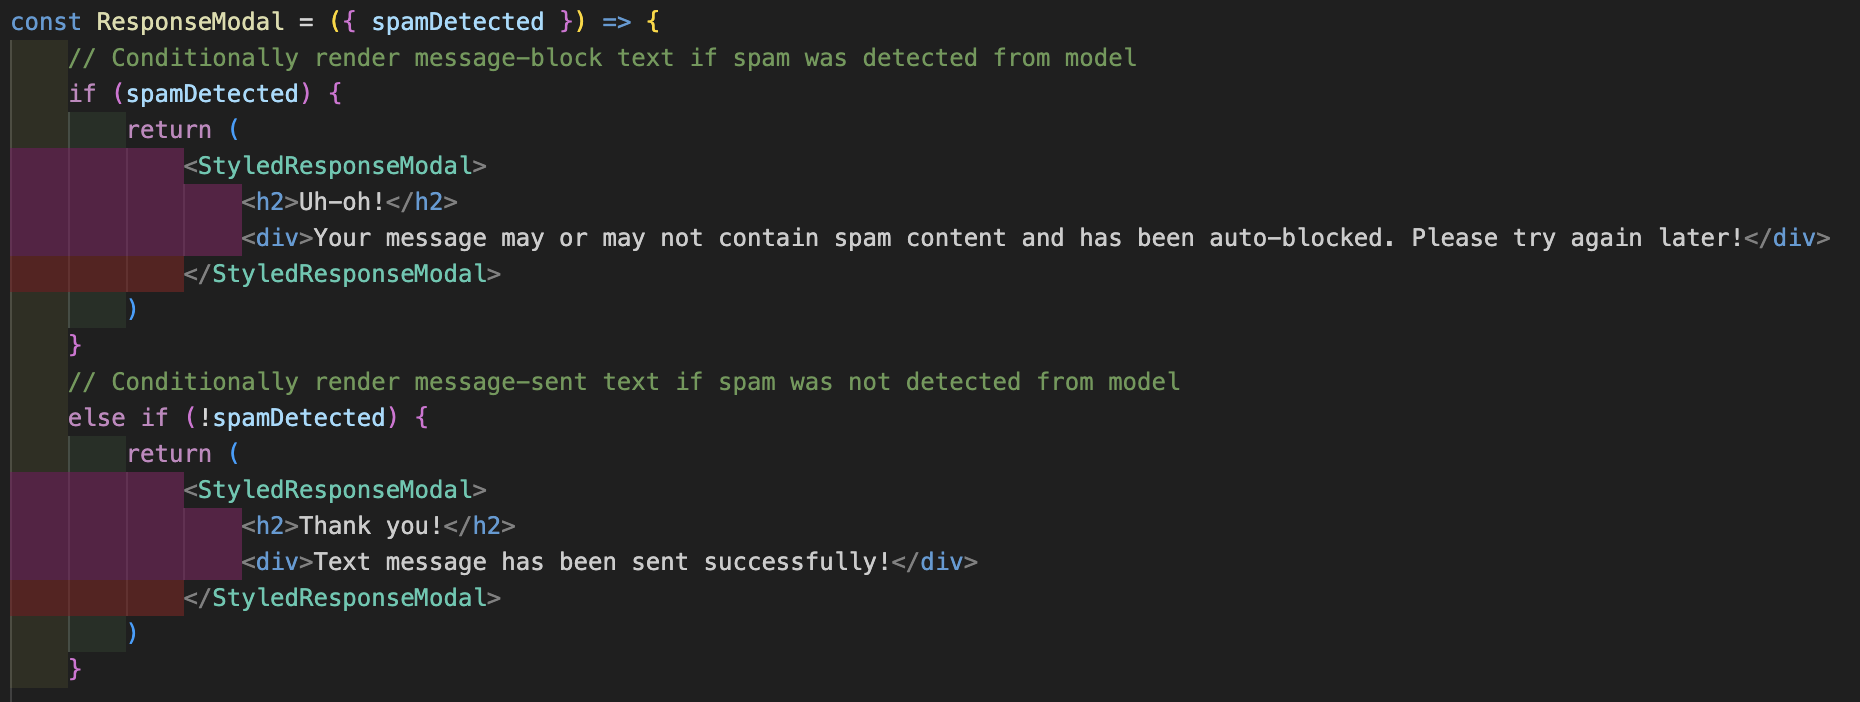 const ResponseModal = ({ spamDetected }) => {
    // Conditionally render message-block text if spam was detected from model
    if (spamDetected) {
        return (
            <StyledResponseModal>
                <h2>Uh-oh!</h2>
                <div>Your message may or may not contain spam content and has been auto-blocked. Please try again later!</div>
            </StyledResponseModal>
        )
    }
    // Conditionally render message-sent text if spam was not detected from model
    else if (!spamDetected) {
        return (
            <StyledResponseModal>
                <h2>Thank you!</h2>
                <div>Text message has been sent successfully!</div>
            </StyledResponseModal>
        )
    }